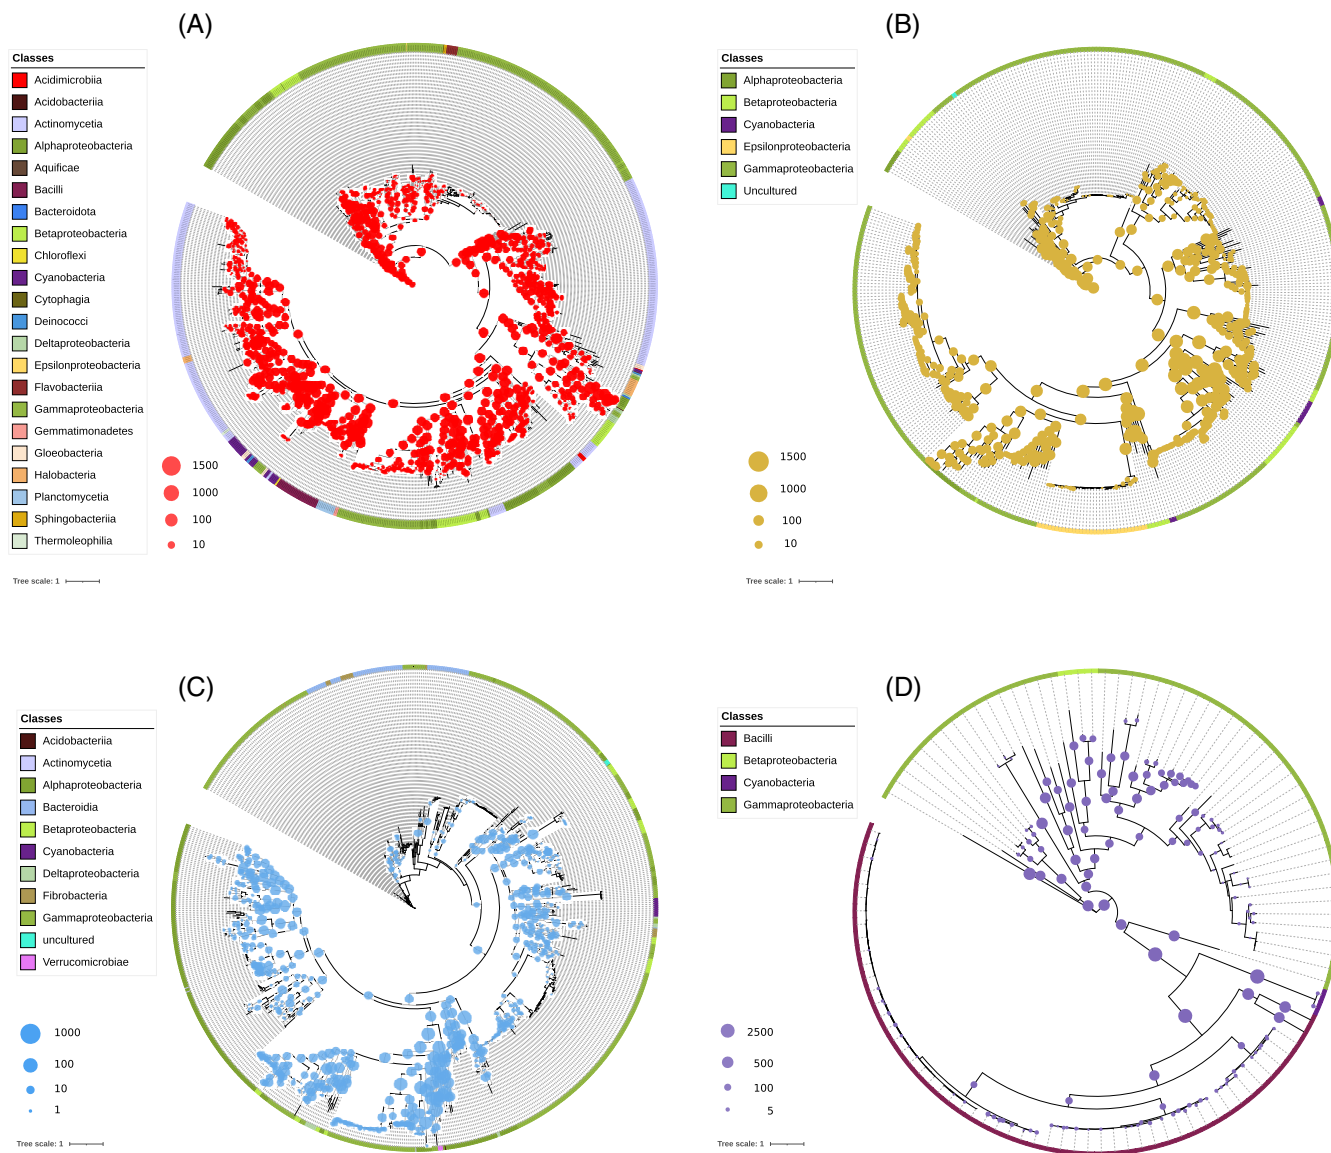 (A)
Classes
Acidimicrobiia
Acidobacteriia
Actinomycetia
Alphaproteobacteria
Aquificae
Bacilli
Bacteroidota
Betaproteobacteria
Chloroflexi
Cyanobacteria
Cytophagia
Deinococci
Deltaproteobacteria
Epsilonproteobacteria
Flavobacteriia
Gammaproteobacteria
Gemmatimonadetes
Gloeobacteria
Halobacteria
Planctomycetia
Sphingobacteriia
Thermoleophilia
1500
1000
100
10
Tree scale: 1
(B)
Classes
Alphaproteobacteria
Betaproteobacteria
Cyanobacteria
Epsilonproteobacteria
Gammaproteobacteria
Uncultured
1500
1000
100
10
Tree scale: 1
(C)
Classes
Acidobacteriia
Actinomycetia
Alphaproteobacteria
Bacteroidia
Betaproteobacteria
Cyanobacteria
Deltaproteobacteria
Fibrobacteria
Gammaproteobacteria
uncultured
Verrucomicrobiae
1000
100
10
1
Tree scale: 1
(D)
Classes
Bacilli
Betaproteobacteria
Cyanobacteria
Gammaproteobacteria
2500
500
100
5
Tree scale: 1